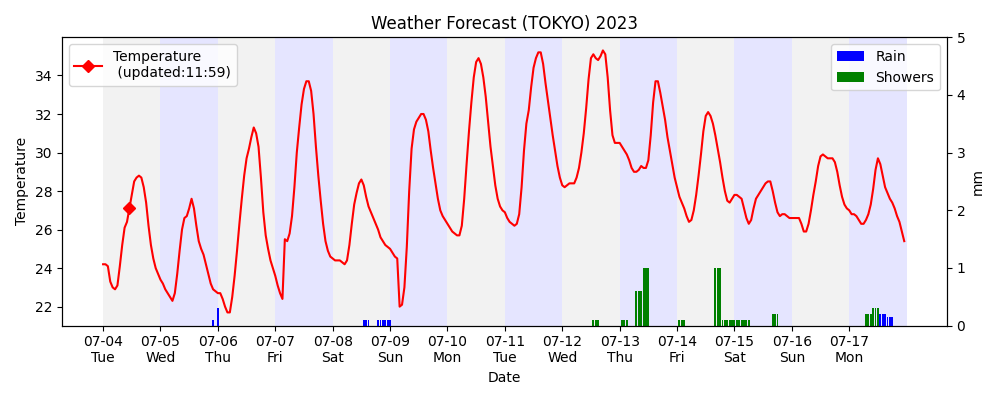 Weather Forecast (TOKYO) 2023
Temperature
(updated:11:59)
Rain
Showers
Temperature
34
32
30
28
26
24
22
5
4
3
2
1
0
mm
07-04 07-05 07-06 07-07 07-08 07-09 07-10 07-11 07-12 07-13 07-14 07-15 07-16 07-17
Tue Wed Thu Fri Sat Sun Mon Tue Wed Thu Fri Sat Sun Mon
Date